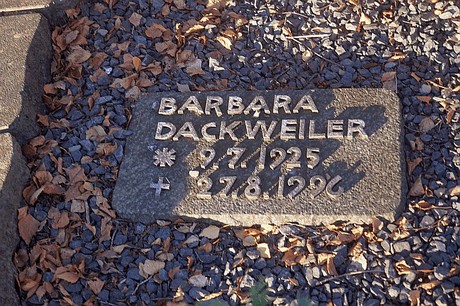 BARBARA
DACKWEILER
* 9.7.1925
+ 27.8.1996